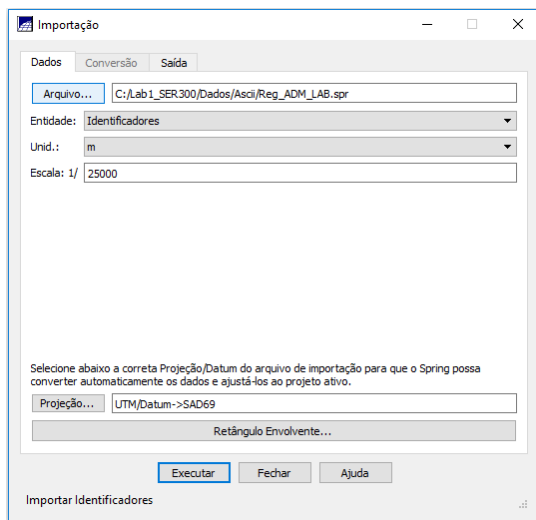 Importação
Dados Conversão Saída
Arquivo... C:/Lab1_SER300/Dados/Ascii/Reg_ADM_LAB.spr
Entidade: Identificadores
Unid.: m
Escala: 1/ 25000
Selecione abaixo a correta Projeção/Datum do arquivo de importação para que o Spring possa
converter automaticamente os dados e ajustá-los ao projeto ativo.
Projeção... UTM/Datum->SAD69
Retângulo Envolvente...
Executar Fechar Ajuda
Importar Identificadores